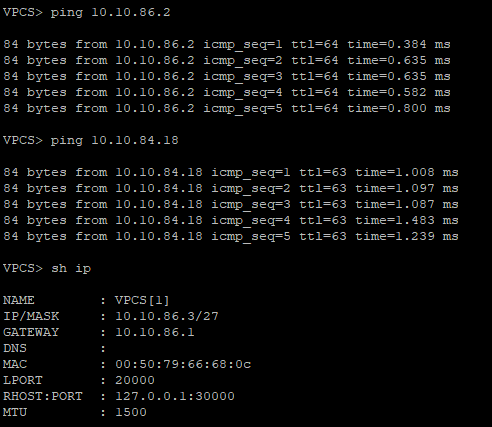 VPCS> ping 10.10.86.2
84 bytes from 10.10.86.2 icmp_seq=1 ttl=64 time=0.384 ms
84 bytes from 10.10.86.2 icmp_seq=2 ttl=64 time=0.635 ms
84 bytes from 10.10.86.2 icmp_seq=3 ttl=64 time=0.635 ms
84 bytes from 10.10.86.2 icmp_seq=4 ttl=64 time=0.582 ms
84 bytes from 10.10.86.2 icmp_seq=5 ttl=64 time=0.800 ms
VPCS> ping 10.10.84.18
84 bytes from 10.10.84.18 icmp_seq=1 ttl=63 time=1.008 ms
84 bytes from 10.10.84.18 icmp_seq=2 ttl=63 time=1.097 ms
84 bytes from 10.10.84.18 icmp_seq=3 ttl=63 time=1.087 ms
84 bytes from 10.10.84.18 icmp_seq=4 ttl=63 time=1.483 ms
84 bytes from 10.10.84.18 icmp_seq=5 ttl=63 time=1.239 ms
VPCS> sh ip
NAME : VPCS[1]
IP/MASK : 10.10.86.3/27
GATEWAY : 10.10.86.1
DNS :
MAC : 00:50:79:66:68:0c
LPORT : 20000
RHOST:PORT : 127.0.0.1:30000
MTU : 1500